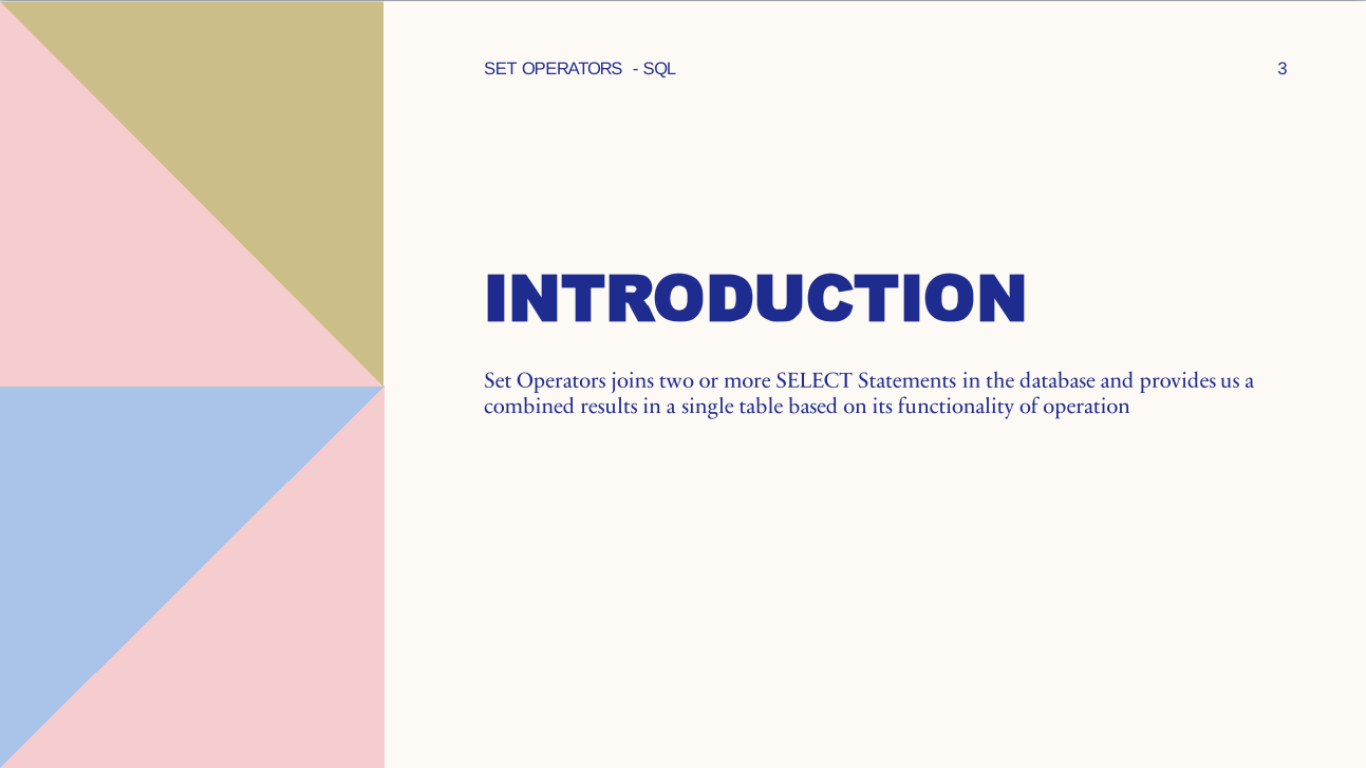 SET OPERATORS - SQL
3
INTRODUCTION
Set Operators joins two or more SELECT Statements in the database and provides us a
combined results in a single table based on its functionality of operation